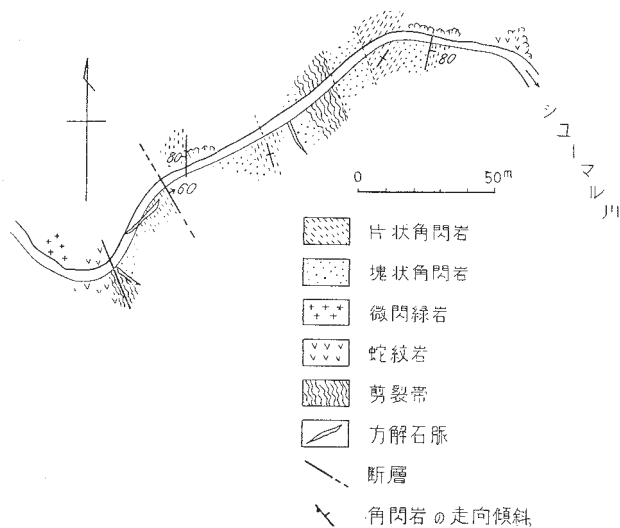 80
シューマルル川
80
60
0 50m
片状角閃岩
塊状角閃岩
微閃緑岩
蛇紋岩
剪裂帯
方解石脈
断層
角閃岩の走向傾斜